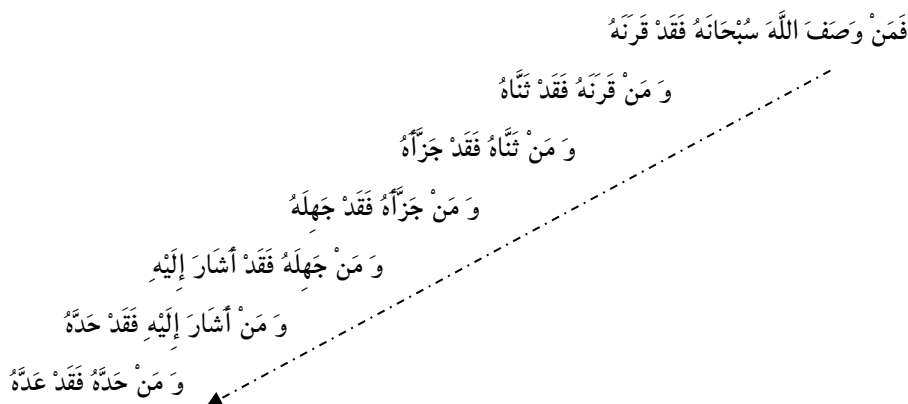 فَمَنْ وَصَفَ اللَّهَ سُبْحَانَهُ فَقَدْ قَرَنَهُ
وَ مَنْ قَرَنَهُ فَقَدْ ثَنَّاهُ
وَ مَنْ ثَنَّاهُ فَقَدْ جَزَّأَهُ
وَ مَنْ جَزَّأَهُ فَقَدْ جَهِلَهُ
وَ مَنْ جَهِلَهُ فَقَدْ أَشَارَ إِلَيْهِ
وَ مَنْ أَشَارَ إِلَيْهِ فَقَدْ حَدَّهُ
وَ مَنْ حَدَّهُ فَقَدْ عَدَّهُ